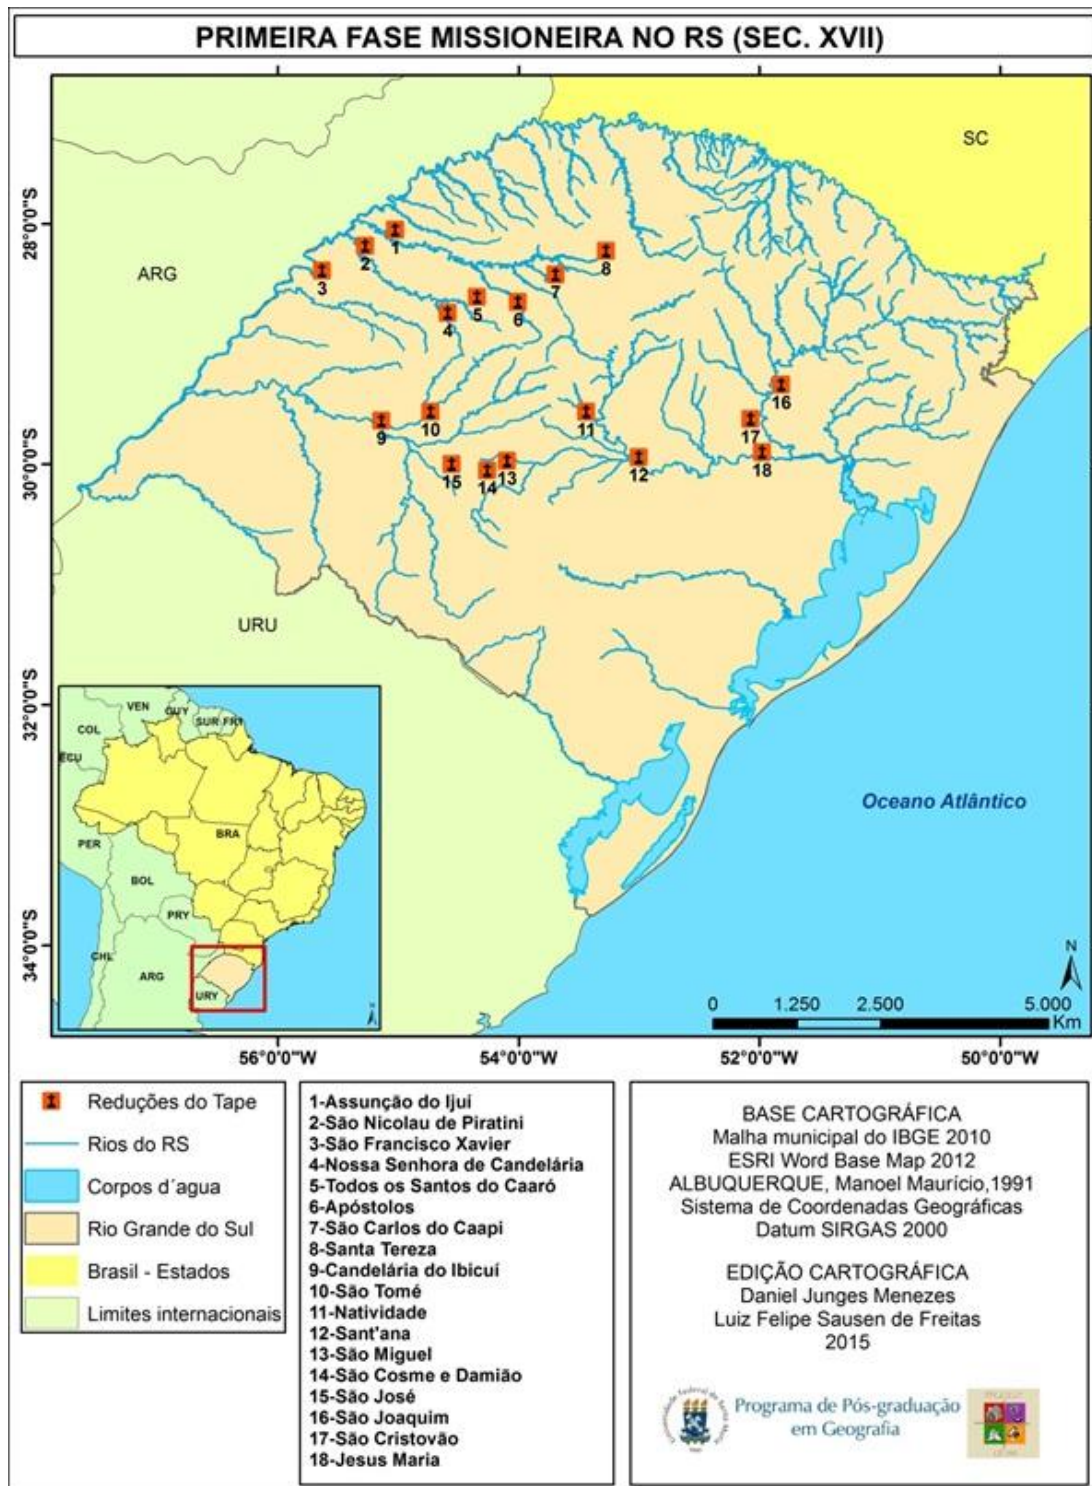 PRIMEIRA FASE MISSIONEIRA NO RS (SEC. XVII)
SC
28°0'0"S
ARG
1
2
3
4
5
6
7
8
9
10
11
12
13
14
15
16
17
18
30°0'0"S
URU
32°0'0"S
34°0'0"S
Oceano Atlântico
VEN
GUY
SUR
COL
ECU
BRA
PER
BOL
PRY
CHL
ARG
URY
N
N
0 1.250 2.500 5.000
Km
56°0'0"W 54°0'0"W 52°0'0"W 50°0'0"W
Reduções do Tape
Rios do RS
Corpos d´agua
Rio Grande do Sul
Brasil - Estados
Limites internacionais
1-Assunção do Ijuí
2-São Nicolau de Piratini
3-São Francisco Xavier
4-Nossa Senhora de Candelária
5-Todos os Santos do Caaró
6-Apóstolos
7-São Carlos do Caapi
8-Santa Tereza
9-Candelária do Ibicuí
10-São Tomé
11-Natividade
12-Sant'ana
13-São Miguel
14-São Cosme e Damião
15-São José
16-São Joaquim
17-São Cristovão
18-Jesus Maria
BASE CARTOGRÁFICA
Malha municipal do IBGE 2010
ESRI Word Base Map 2012
ALBUQUERQUE, Manoel Maurício,1991
Sistema de Coordenadas Geográficas
Datum SIRGAS 2000
EDIÇÃO CARTOGRÁFICA
Daniel Junges Menezes
Luiz Felipe Sausen de Freitas
2015
Universidade Federal de Santa Maria
Programa de Pós-graduação
em Geografia